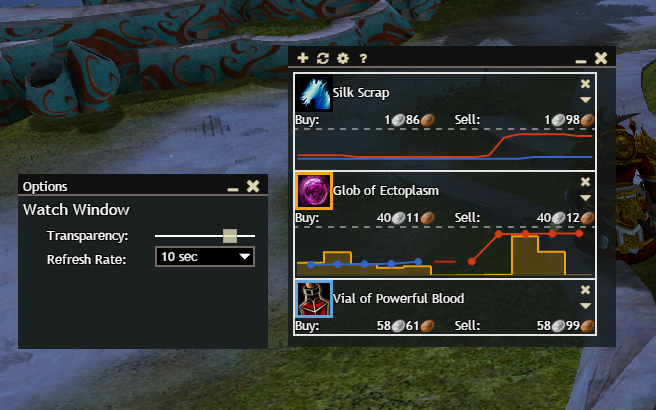 ?
Silk Scrap
Buy: 1 86 Sell: 1 98
Glob of Ectoplasm
Buy: 40 11 Sell: 40 12
Vial of Powerful Blood
Buy: 58 61 Sell: 58 99
Options
Watch Window
Transparency:
Refresh Rate: 10 sec